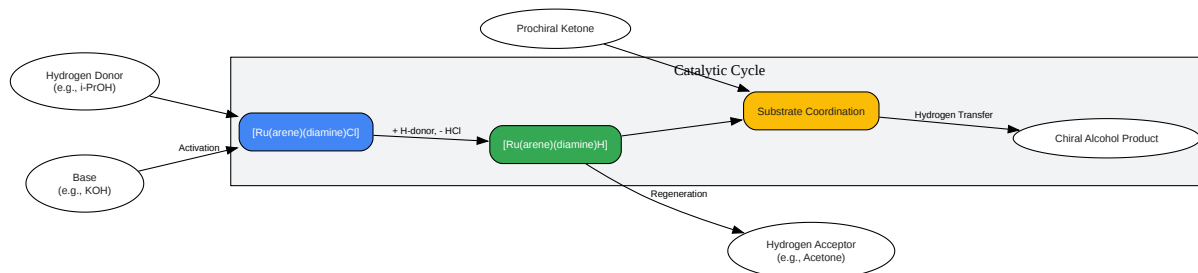 Prochiral Ketone
Catalytic Cycle
Hydrogen Donor
(e.g., i-PrOH)
[Ru(arene)(diamine)Cl]
+ H-donor, - HCl
[Ru(arene)(diamine)H]
Substrate Coordination
Hydrogen Transfer
Chiral Alcohol Product
Activation
Base
(e.g., KOH)
Regeneration
Hydrogen Acceptor
(e.g., Acetone)